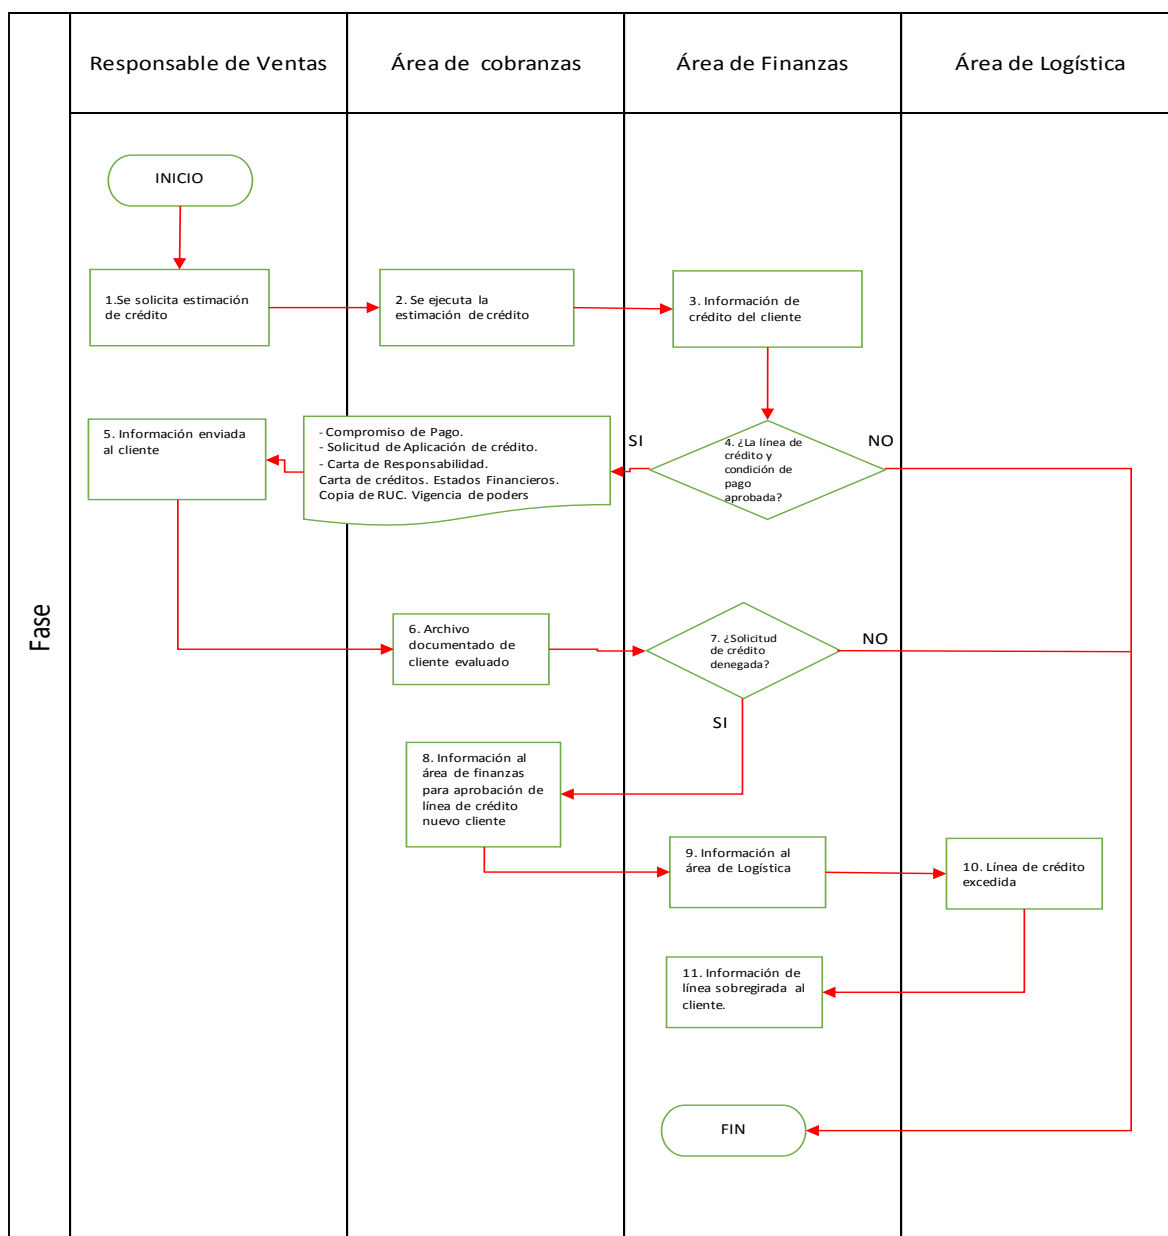 Responsable de Ventas
Área de cobranzas
Área de Finanzas
Área de Logística
Fase
INICIO
1.Se solicita estimación
de crédito
2. Se ejecuta la
estimación de crédito
3. Información de
crédito del cliente
4. ¿La línea de
crédito y
condición de
pago
aprobada?
SI
NO
- Compromiso de Pago.
- Solicitud de Aplicación de crédito.
- Carta de Responsabilidad.
Carta de créditos. Estados Financieros.
Copia de RUC. Vigencia de poders
5. Información enviada
al cliente
6. Archivo
documentado de
cliente evaluado
7. ¿Solicitud
de crédito
denegada?
NO
SI
8. Información al
área de finanzas
para aprobación de
línea de crédito
nuevo cliente
9. Información al
área de Logística
10. Línea de crédito
excedida
11. Información de
línea sobregirada al
cliente.
FIN